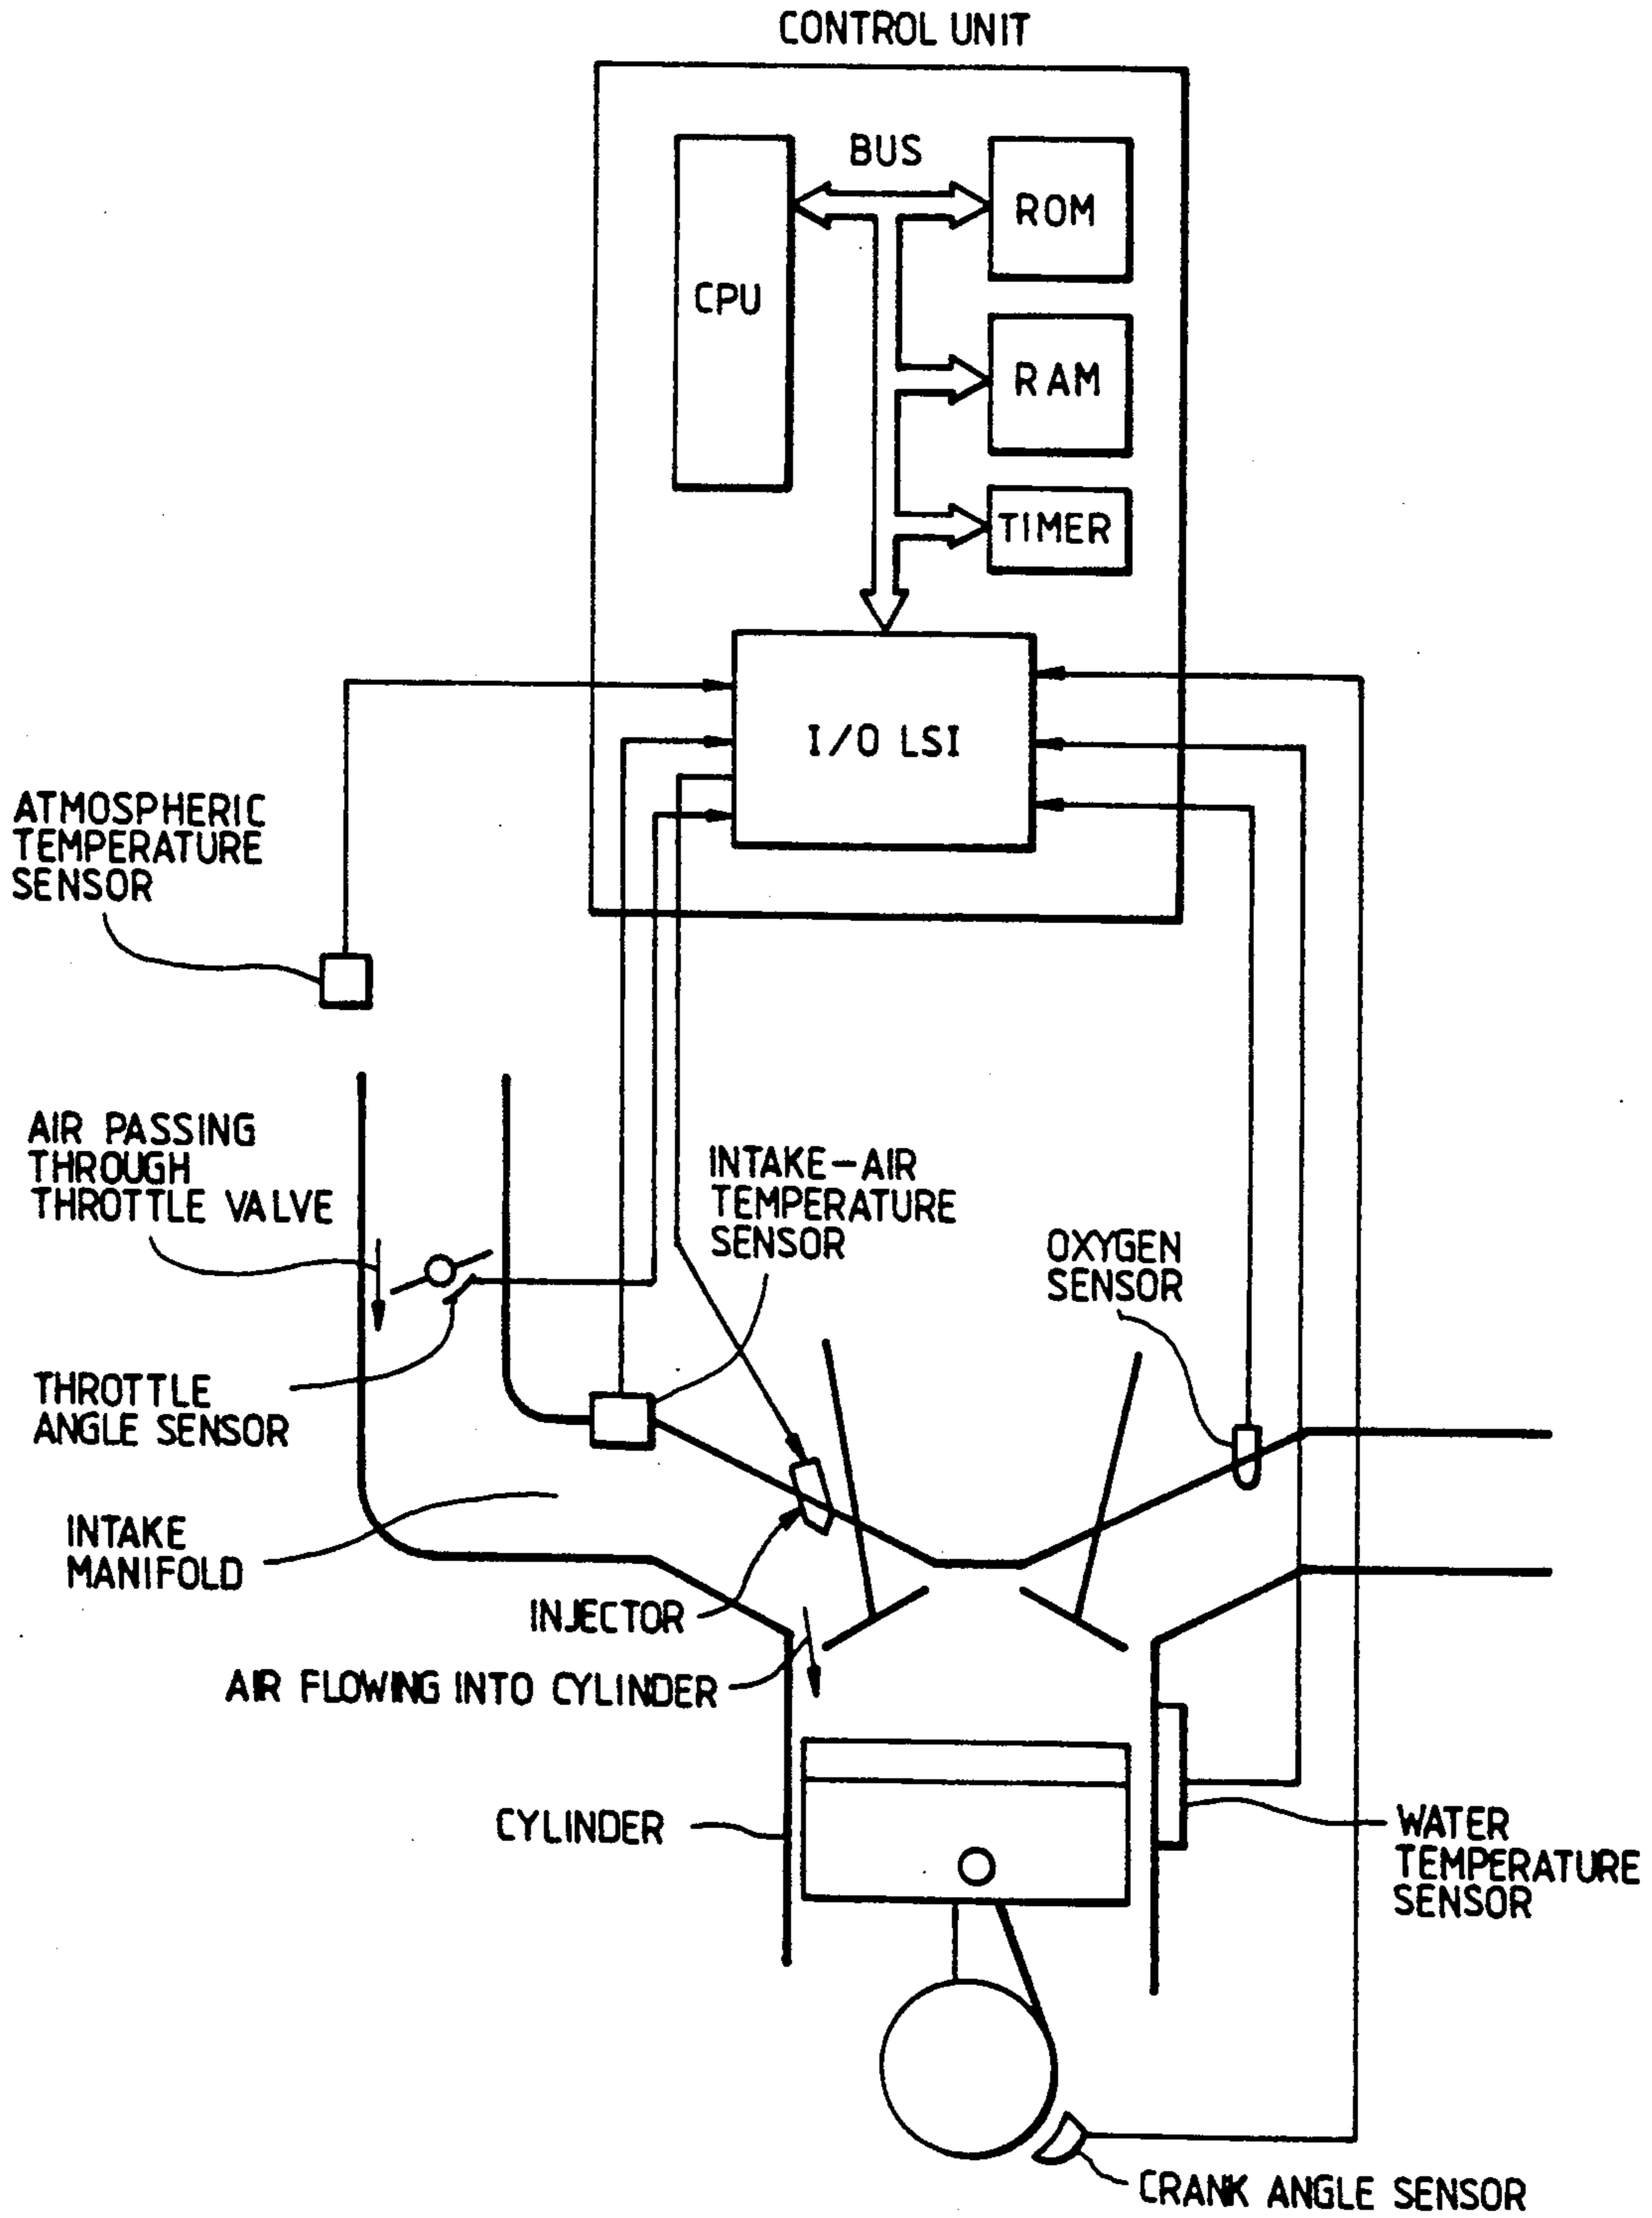 CONTROL UNIT
BUS
CPU
ROM
RAM
TIMER
I/O LSI
ATMOSPHERIC
TEMPERATURE
SENSOR
AIR PASSING
THROUGH
THROTTLE VALVE
INTAKE-AIR
TEMPERATURE
SENSOR
OXYGEN
SENSOR
THROTTLE
ANGLE SENSOR
INTAKE
MANIFOLD
INJECTOR
AIR FLOWING INTO CYLINDER
CYLINDER
WATER
TEMPERATURE
SENSOR
CRANK ANGLE SENSOR